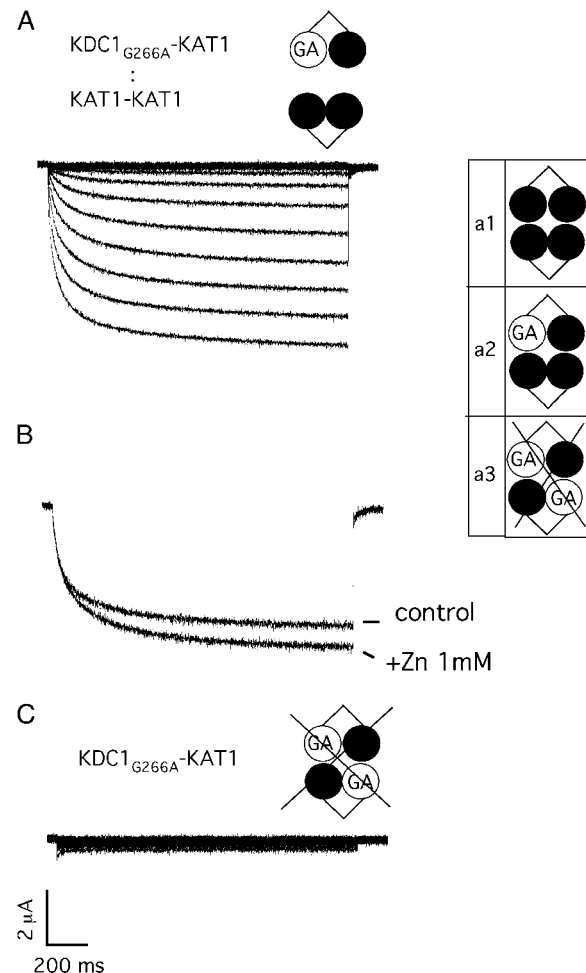 A
KDC1G266A-KAT1
:
KAT1-KAT1
GA
a1
a2
GA
a3
GA
GA
B
control
+Zn 1mM
C
KDC1G266A-KAT1
GA
GA
2 µA
200 ms